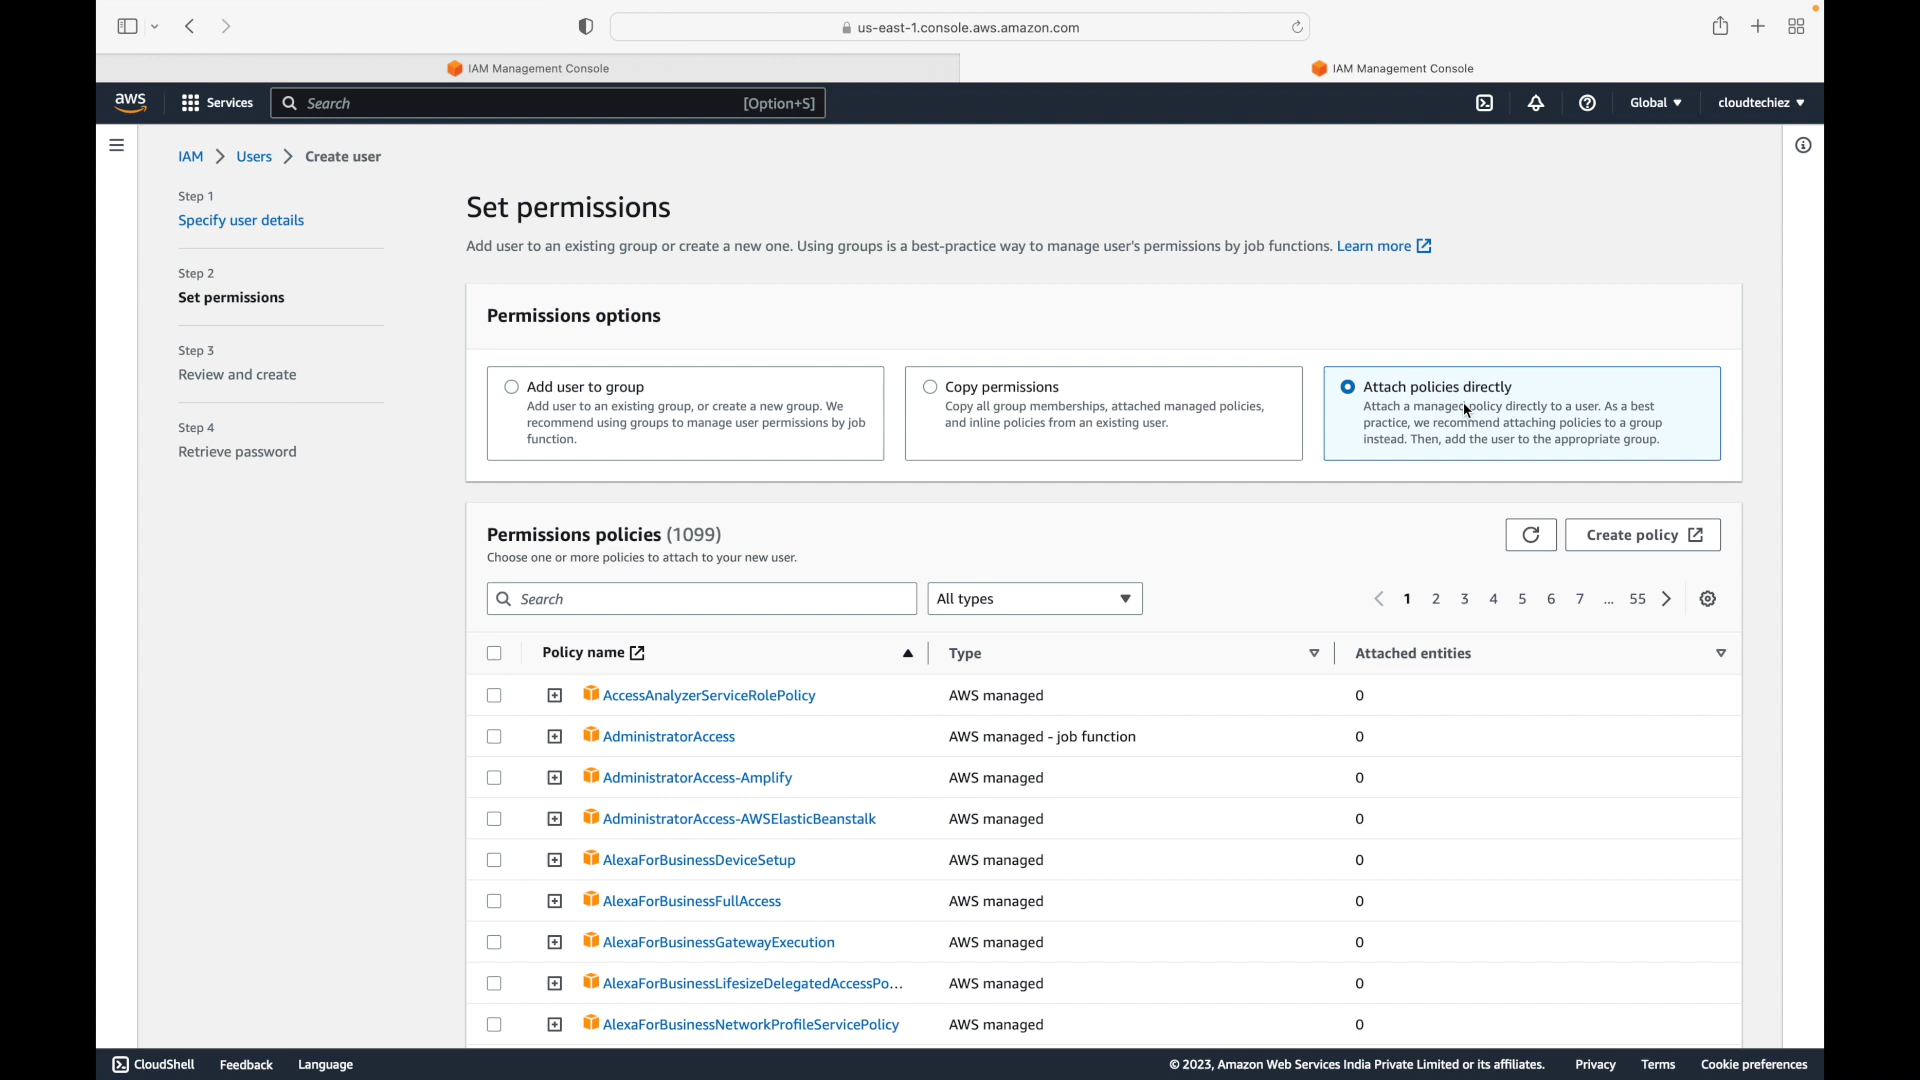 us-east-1.console.aws.amazon.com
IAM Management Console
IAM Management Console
aws
Services
Search
[Option+S]
Global
cloudtechiez
IAM
Users
Create user
Step 1
Specify user details
Step 2
Set permissions
Step 3
Review and create
Step 4
Retrieve password
Set permissions
Add user to an existing group or create a new one. Using groups is a best-practice way to manage user's permissions by job functions. Learn more
Permissions options
Add user to group
Add user to an existing group, or create a new group. We
recommend using groups to manage user permissions by job
function.
Copy permissions
Copy all group memberships, attached managed policies,
and inline policies from an existing user.
Attach policies directly
Attach a managed policy directly to a user. As a best
practice, we recommend attaching policies to a group
instead. Then, add the user to the appropriate group.
Permissions policies (1099)
Choose one or more policies to attach to your new user.
Create policy
Search
All types
1 2 3 4 5 6 7 ... 55
Policy name Type Attached entities
AccessAnalyzerServiceRolePolicy AWS managed 0
AdministratorAccess AWS managed - job function 0
AdministratorAccess-Amplify AWS managed 0
AdministratorAccess-AWSElasticBeanstalk AWS managed 0
AlexaForBusinessDeviceSetup AWS managed 0
AlexaForBusinessFullAccess AWS managed 0
AlexaForBusinessGatewayExecution AWS managed 0
AlexaForBusinessLifesizeDelegatedAccessPo... AWS managed 0
AlexaForBusinessNetworkProfileServicePolicy AWS managed 0
CloudShell Feedback Language
© 2023, Amazon Web Services India Private Limited or its affiliates. Privacy Terms Cookie preferences